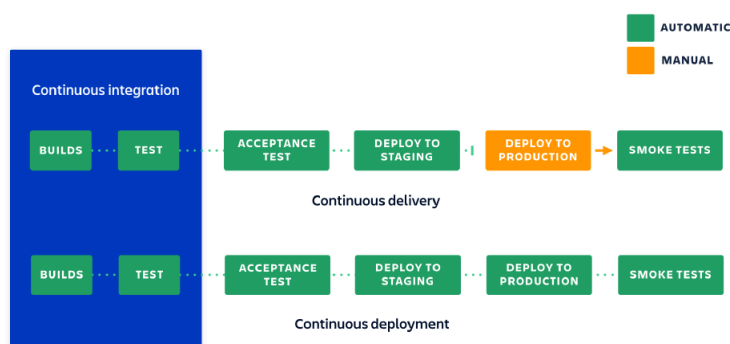 AUTOMATIC
MANUAL
Continuous integration
BUILDS
TEST
ACCEPTANCE
TEST
DEPLOY TO
STAGING
DEPLOY TO
PRODUCTION
SMOKE TESTS
Continuous delivery
BUILDS
TEST
ACCEPTANCE
TEST
DEPLOY TO
STAGING
DEPLOY TO
PRODUCTION
SMOKE TESTS
Continuous deployment